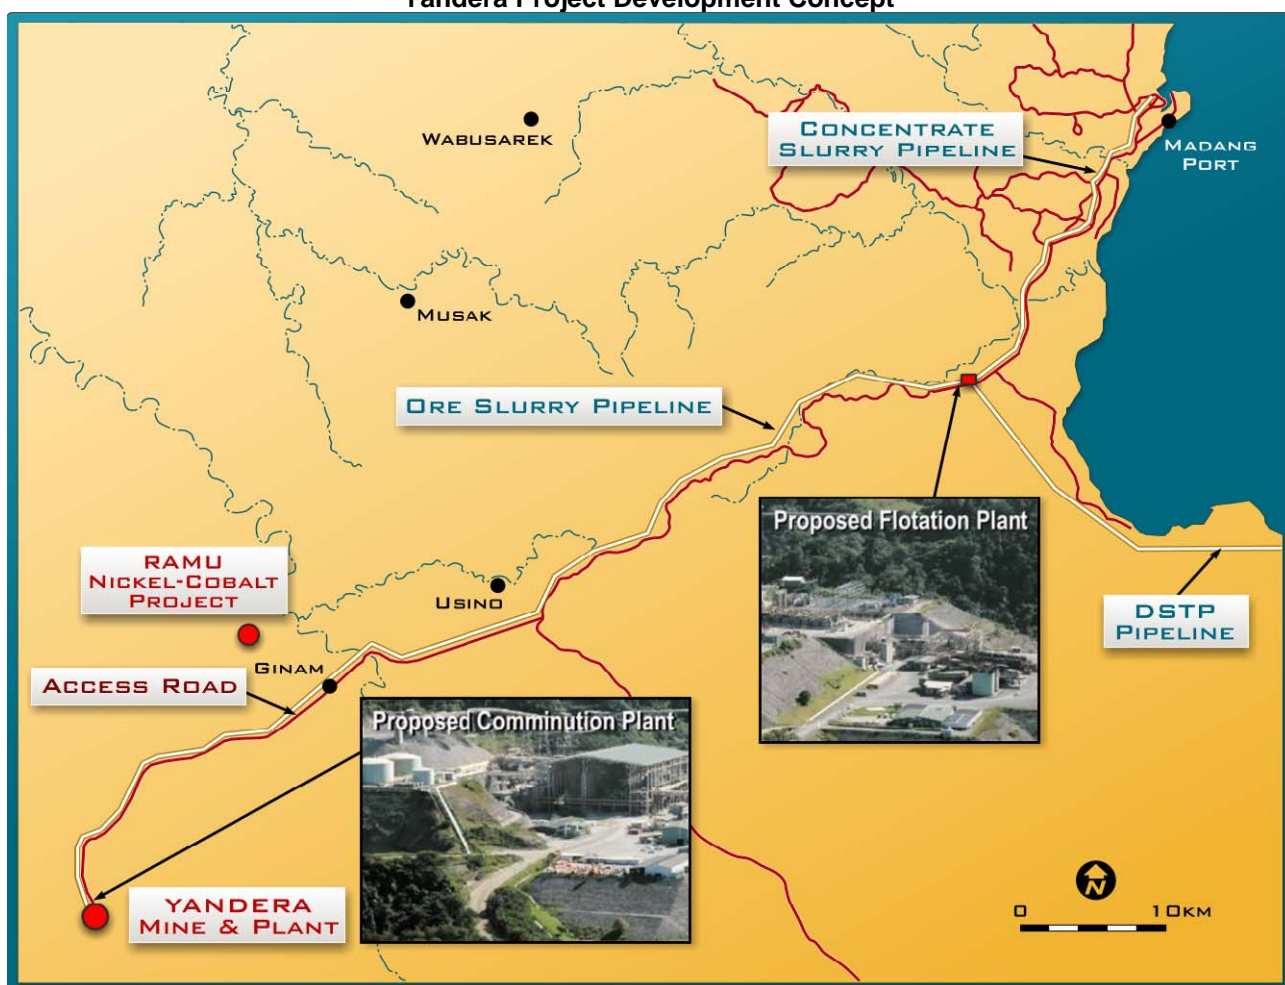 Yandera Project Development Concept
WABUSAREK
CONCENTRATE
SLURRY PIPELINE
MADANG
PORT
MUSAK
ORE SLURRY PIPELINE
Proposed Flotation Plant
RAMU
NICKEL-COBALT
PROJECT
USINO
DSTP
PIPELINE
GINAM
ACCESS ROAD
Proposed Comminution Plant
YANDERA
MINE & PLANT
N
0 10KM